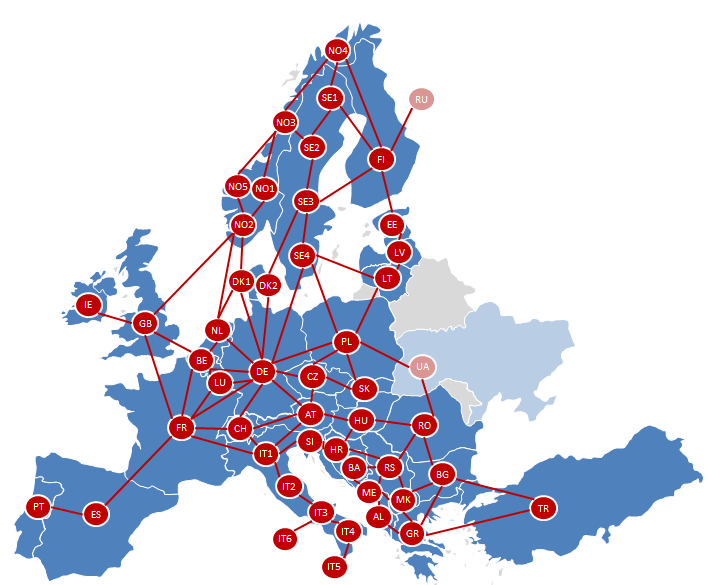 NO4
SE1
RU
NO3
SE2
FI
NO5
NO1
SE3
NO2
EE
LV
SE4
LT
DK1
DK2
IE
GB
NL
PL
BE
UA
DE
LU
CZ
SK
AT
HU
RO
FR
CH
SI
HR
IT1
BA
RS
BG
IT2
ME
MK
PT
ES
IT3
AL
TR
IT4
GR
IT6
IT5